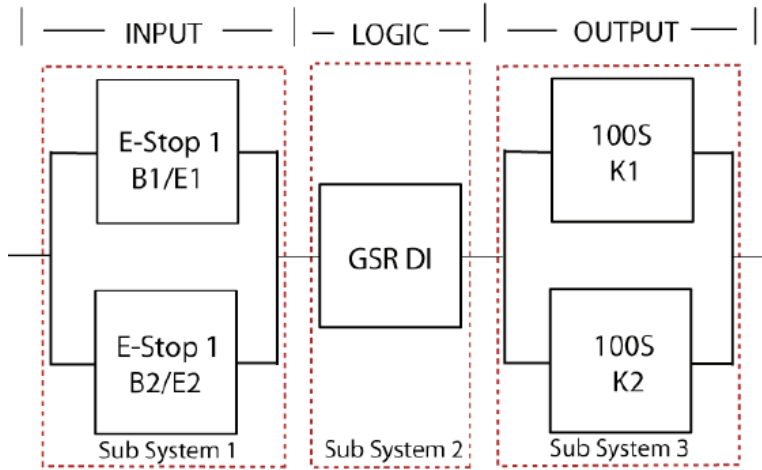 INPUT
LOGIC
OUTPUT
E-Stop 1
B1/E1
E-Stop 1
B2/E2
Sub System 1
GSR DI
Sub System 2
100S
K1
100S
K2
Sub System 3